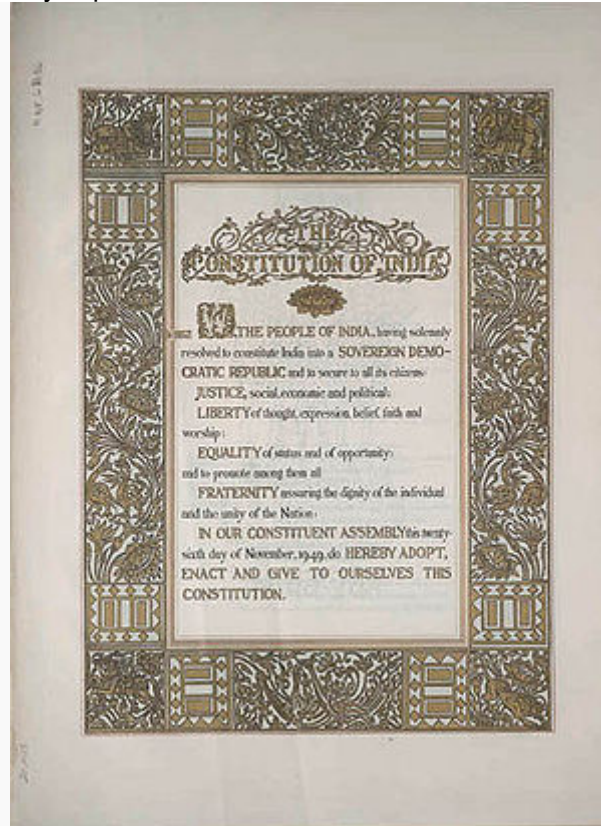 THE
CONSTITUTION OF INDIA
WE, THE PEOPLE OF INDIA, having solemnly
resolved to constitute India into a SOVEREIGN DEMO-
CRATIC REPUBLIC and to secure to all its citizens:
JUSTICE, social, economic and political;
LIBERTY of thought, expression, belief, faith and
worship;
EQUALITY of status and of opportunity;
and to promote among them all
FRATERNITY assuring the dignity of the individual
and the unity of the Nation;
IN OUR CONSTITUENT ASSEMBLY this twenty-
sixth day of November, 1949, do HEREBY ADOPT,
ENACT AND GIVE TO OURSELVES THIS
CONSTITUTION.